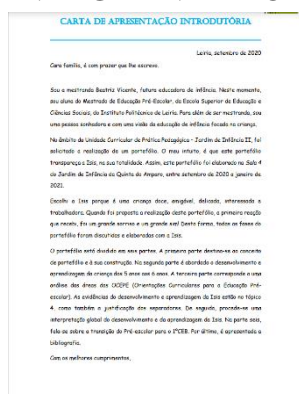 CARTA DE APRESENTAÇÃO INTRODUTÓRIA
Leiria, setembro de 2020
Cara família, é com prazer que lhe escrevo.
Sou a mestranda Beatriz Vicente, futura educadora de infância. Neste momento,
sou aluna do Mestrado de Educação Pré-Escolar, da Escola Superior de Educação e
Ciências Sociais, do Instituto Politécnico de Leiria. Para além de ser mestranda, sou
uma pessoa sonhadora e com uma visão da educação de infância focada na criança.
No âmbito da Unidade Curricular de Prática Pedagógica – Jardim de Infância II, foi
solicitado a realização de um portefólio. O meu intuito, é que este portefólio
transpareça a Isis, na sua totalidade. Assim, este portefólio foi elaborado na Sala 4
do Jardim de Infância da Quinta do Amparo, entre setembro de 2020 a janeiro de
2021.
Escolhi a Isis porque é uma criança doce, amigável, delicada, interessada e
trabalhadora. Quando foi proposta a realização deste portefólio, a primeira reação
que recebi, foi um grande sorriso e um grande sim! Desta forma, todas as fases do
portefólio foram discutidas e elaboradas com a Isis.
O portefólio está dividido em seis partes. A primeira parte destina-se ao conceito
de portefólio e à sua construção. Na segunda parte é abordado o desenvolvimento e
aprendizagem da criança dos 5 anos aos 6 anos. A terceira parte corresponde a uma
análise das áreas das OCEPE (Orientações Curriculares para a Educação Pré-
escolar). As evidências do desenvolvimento e aprendizagem da Isis estão no tópico
4, como também a justificação dos separadores. De seguida, procede-se uma
interpretação global do desenvolvimento e da aprendizagem da Isis. Na parte seis,
fala-se sobre a transição do Pré-escolar para o 1ºCEB. Por último, é apresentada a
bibliografia.
Com os melhores cumprimentos,